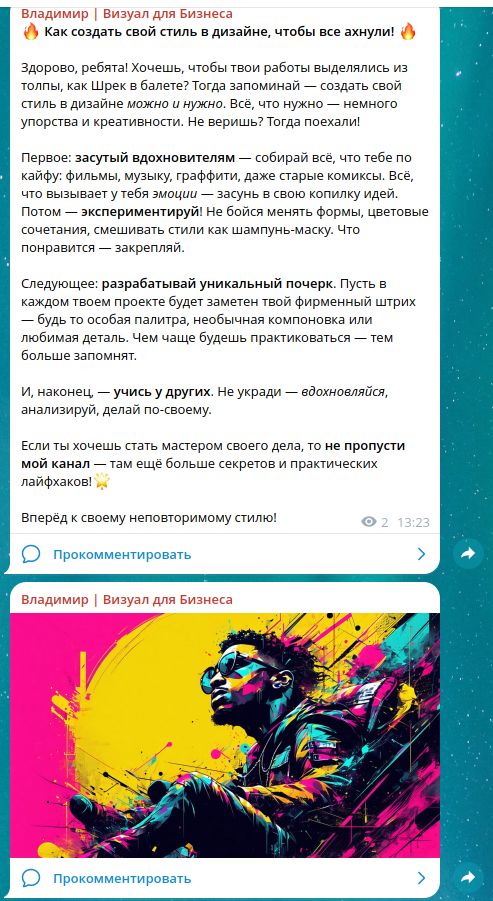 Владимир | Визуал для Бизнеса
🔥 Как создать свой стиль в дизайне, чтобы все ахнули! 🔥
Здорово, ребята! Хочешь, чтобы твои работы выделялись из
толпы, как Шрек в балете? Тогда запоминай — создать свой
стиль в дизайне можно и нужно. Всё, что нужно — немного
упорства и креативности. Не веришь? Тогда поехали!
Первое: засутый вдохновителям — собирай всё, что тебе по
кайфу: фильмы, музыку, граффити, даже старые комиксы. Всё,
что вызывает у тебя эмоции — засунь в свою копилку идей.
Потом — экспериментируй! Не бойся менять формы, цветовые
сочетания, смешивать стили как шампунь-маску. Что
понравится — закрепляй.
Следующее: разрабатывай уникальный почерк. Пусть в
каждом твоем проекте будет заметен твой фирменный штрих
— будь то особая палитра, необычная компоновка или
любимая деталь. Чем чаще будешь практиковаться — тем
больше запомнят.
И, наконец, — учись у других. Не укради — вдохновляйся,
анализируй, делай по-своему.
Если ты хочешь стать мастером своего дела, то не пропусти
мой канал — там ещё больше секретов и практических
лайфхаков!🌟
Вперёд к своему неповторимому стилю!
2 13:23
Прокомментировать
Владимир | Визуал для Бизнеса
Прокомментировать